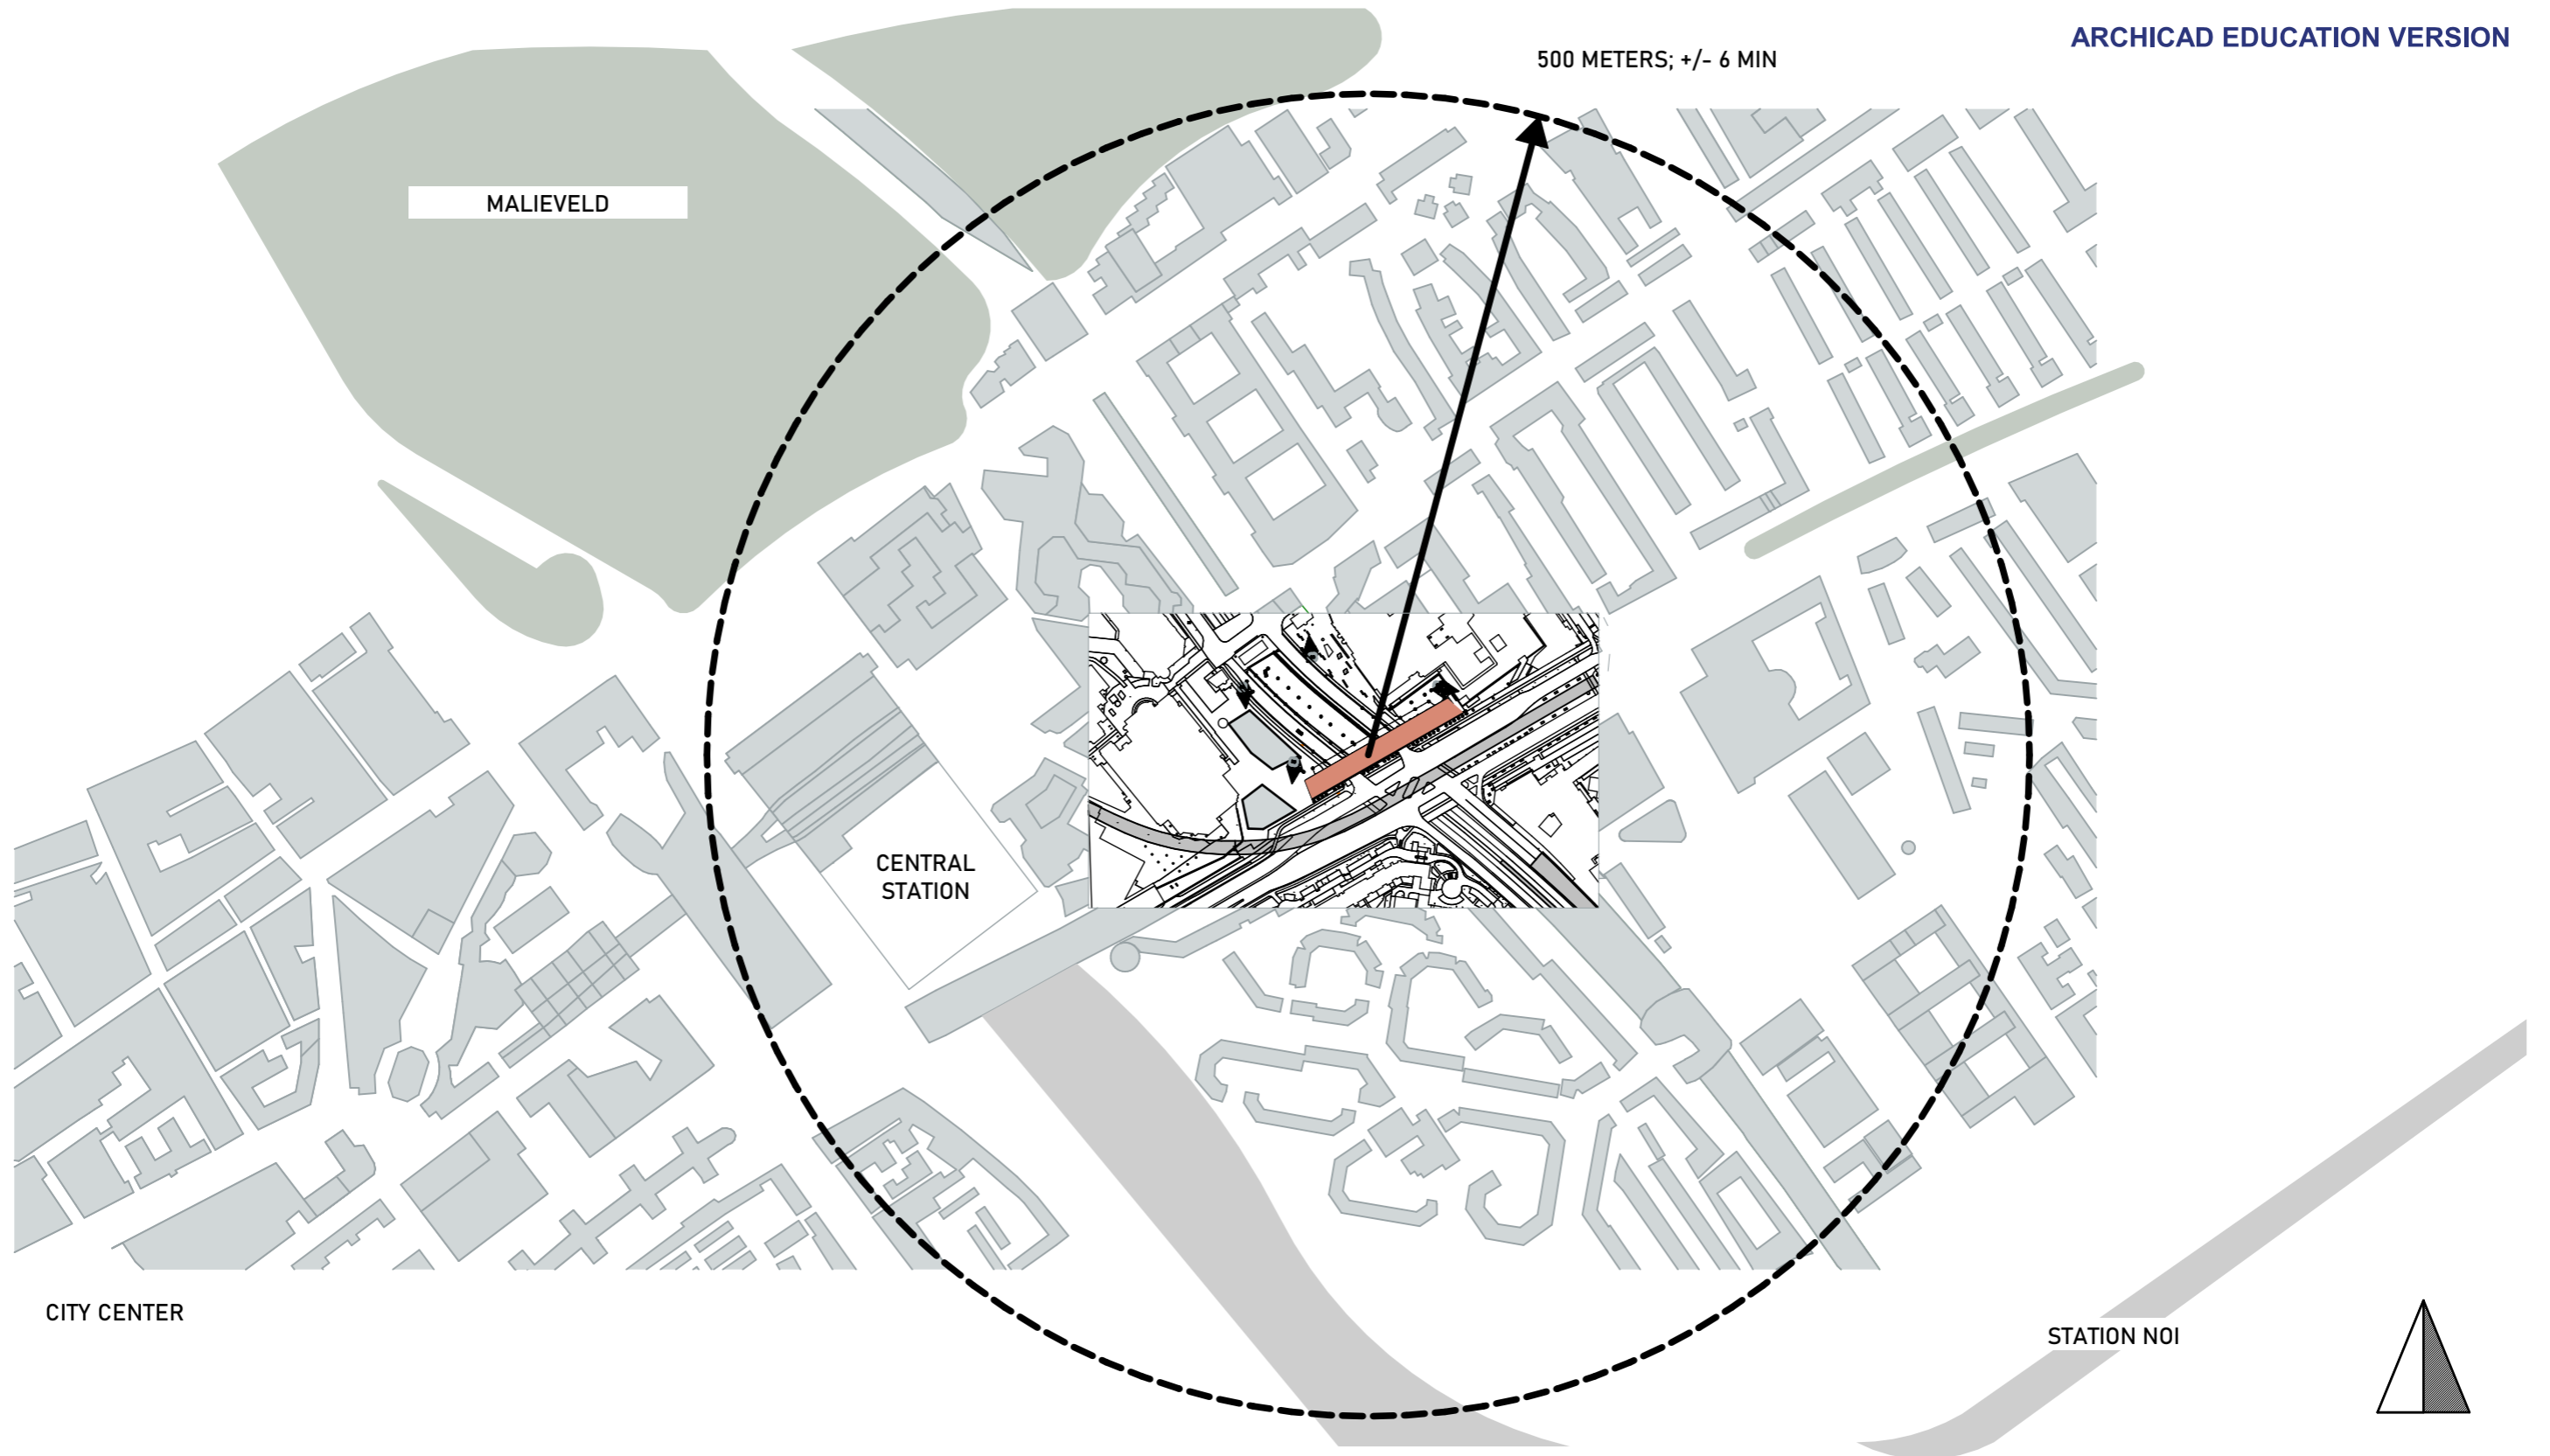 ARCHICAD EDUCATION VERSION
500 METERS; +/- 6 MIN
MALIEVELD
CENTRAL
STATION
CITY CENTER
STATION NOI